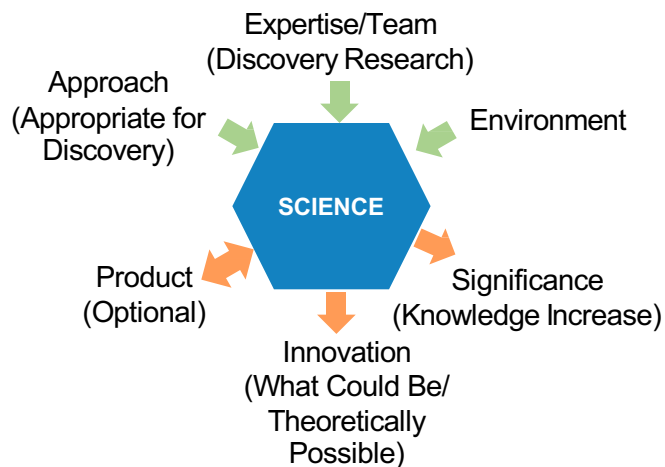 Expertise/Team
(Discovery Research)
Approach
(Appropriate for
Discovery)
Environment
SCIENCE
Product
(Optional)
Significance
(Knowledge Increase)
Innovation
(What Could Be/
Theoretically
Possible)